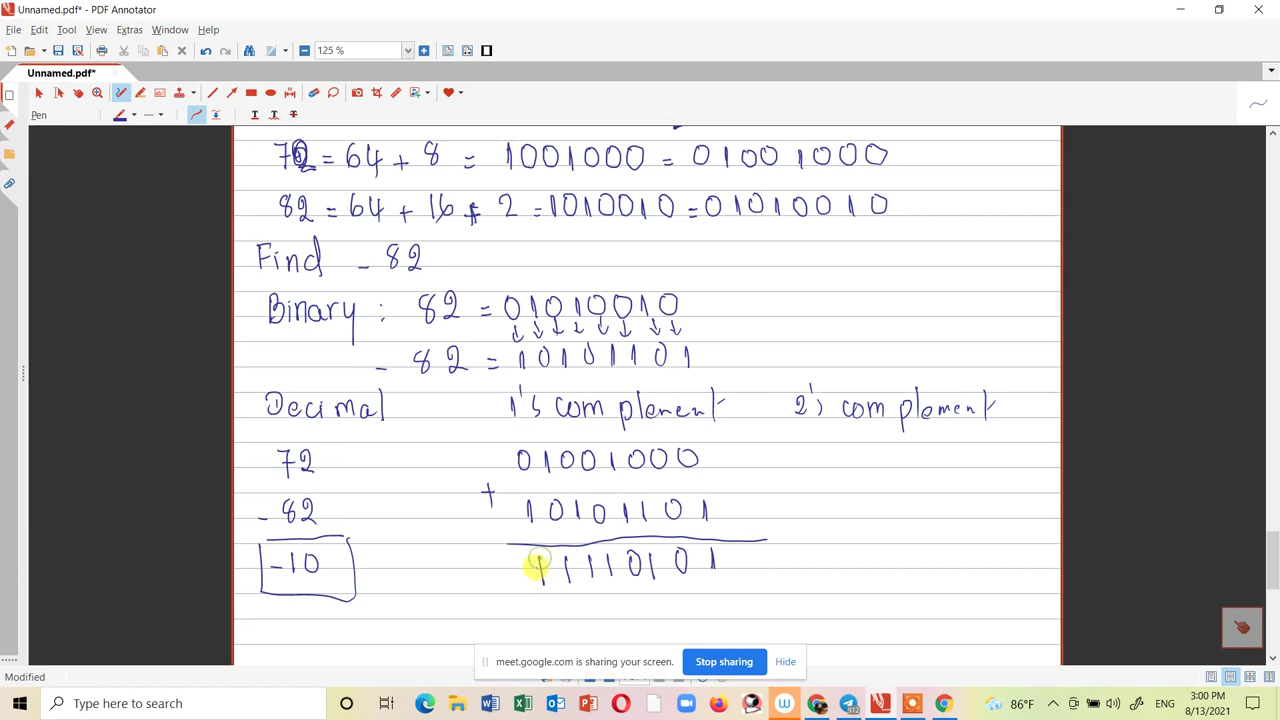 Unnamed.pdf* - PDF Annotator
File Edit Tool View Extras Window Help
125 %
Unnamed.pdf*
Pen
72 = 64 + 8 = 1001000 = 01001000
82 = 64 + 16 + 2 = 1010010 = 01010010
Find - 82
Binary : 82 = 01010010
- 82 = 10101101
Decimal 1's complement 2's complement
72 01001000
+
- 82 10101101
-10 11110101
meet.google.com is sharing your screen. Stop sharing Hide
Modified
Type here to search
86°F ENG 3:00 PM
8/13/2021